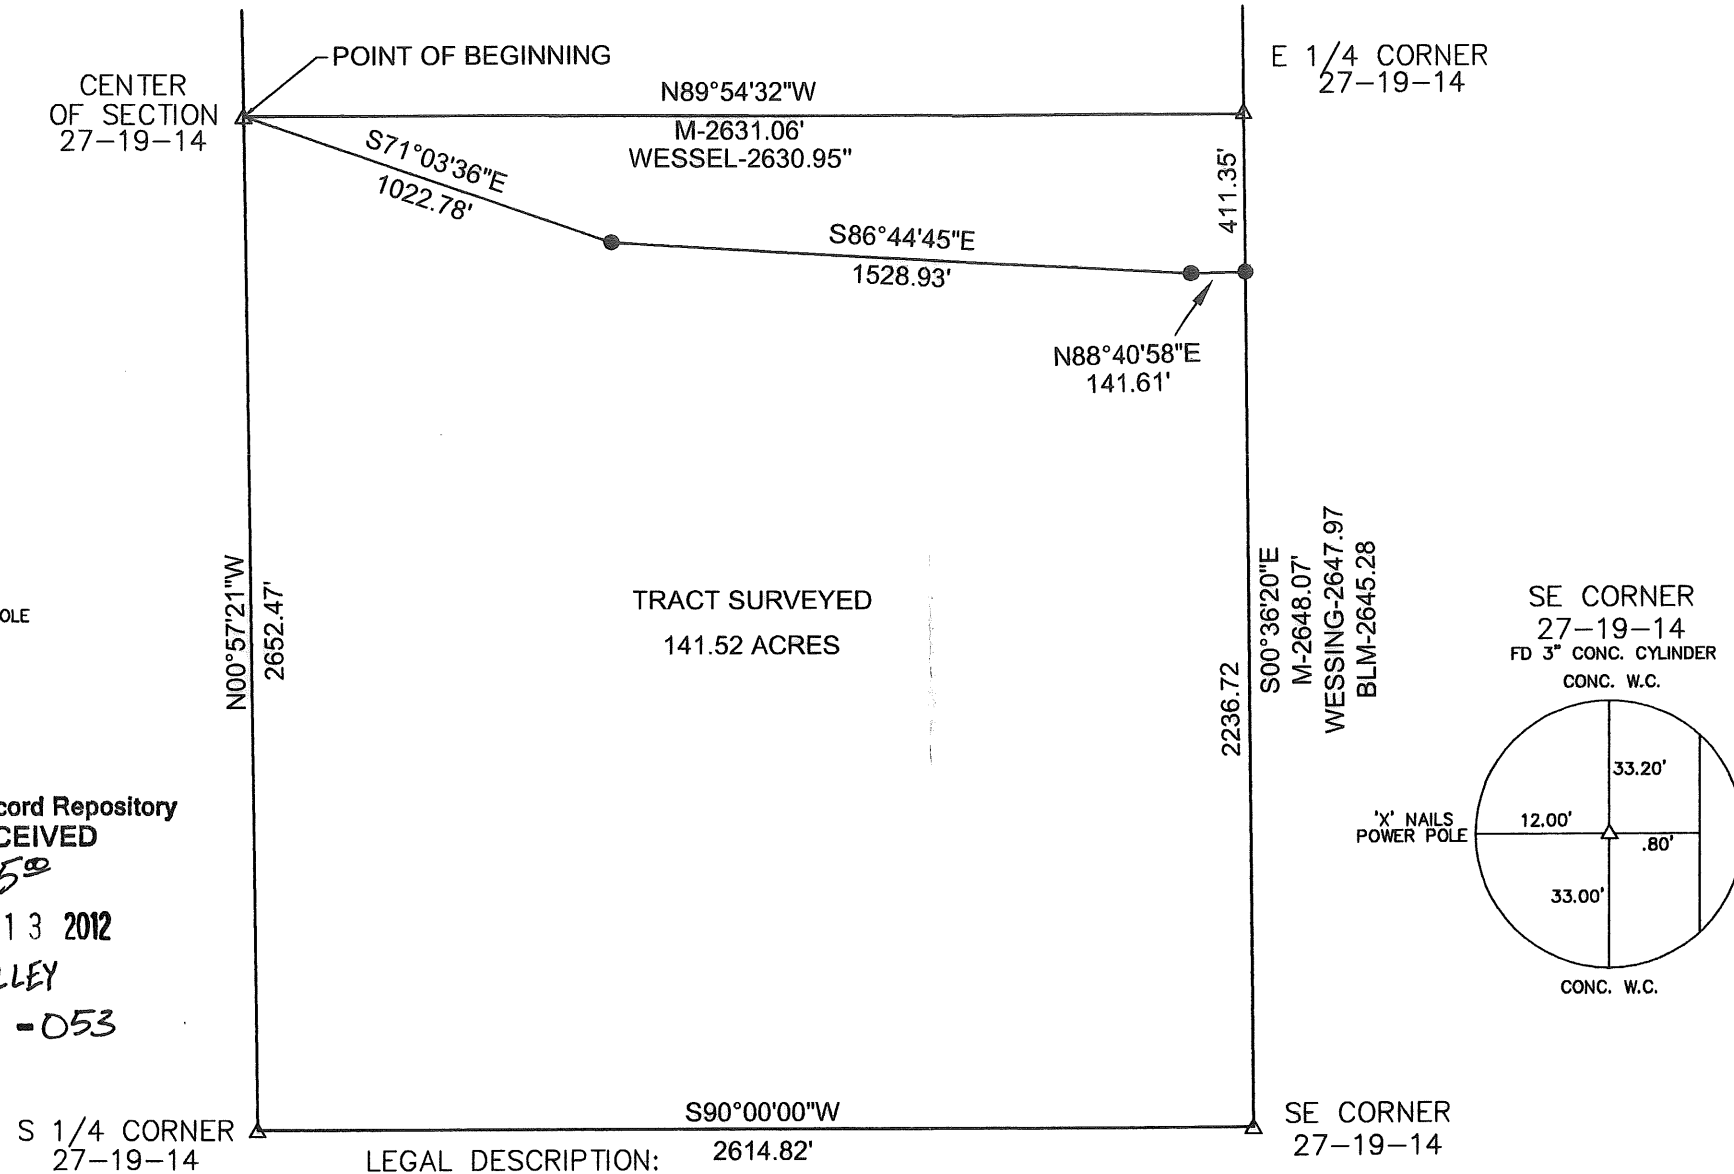 POINT OF BEGINNING
CENTER
OF SECTION
27-19-14
E 1/4 CORNER
27-19-14
N89°54'32"W
M-2631.06'
WESSEL-2630.95"
S71°03'36"E
1022.78'
411.35'
S86°44'45"E
1528.93'
N88°40'58"E
141.61'
N00°57'21"W
2652.47'
TRACT SURVEYED
141.52 ACRES
2236.72
S00°36'20"E
M-2648.07'
WESSING-2647.97
BLM-2645.28
OLE
SE CORNER
27-19-14
FD 3" CONC. CYLINDER
CONC. W.C.
33.20'
'X' NAILS
POWER POLE
12.00'
.80'
33.00'
CONC. W.C.
cord Repository
CEIVED
500
13 2012
LLEY
-053
S 1/4 CORNER
27-19-14
S90°00'00"W
2614.82'
SE CORNER
27-19-14
LEGAL DESCRIPTION: